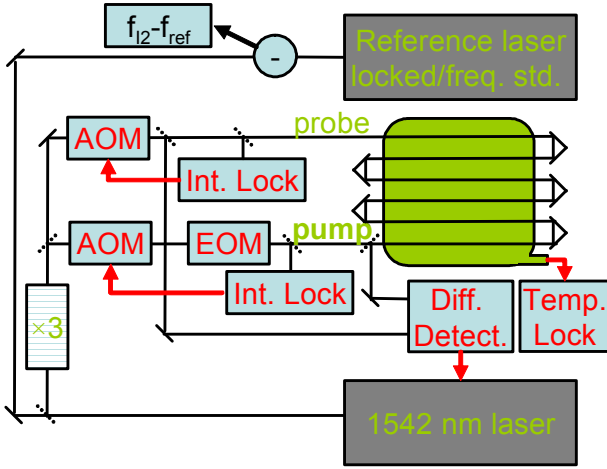 f_I2-f_ref
-
Reference laser
locked/freq. std.
probe
AOM
Int. Lock
AOM
EOM
pump
Int. Lock
×3
Diff.
Detect.
Temp.
Lock
1542 nm laser